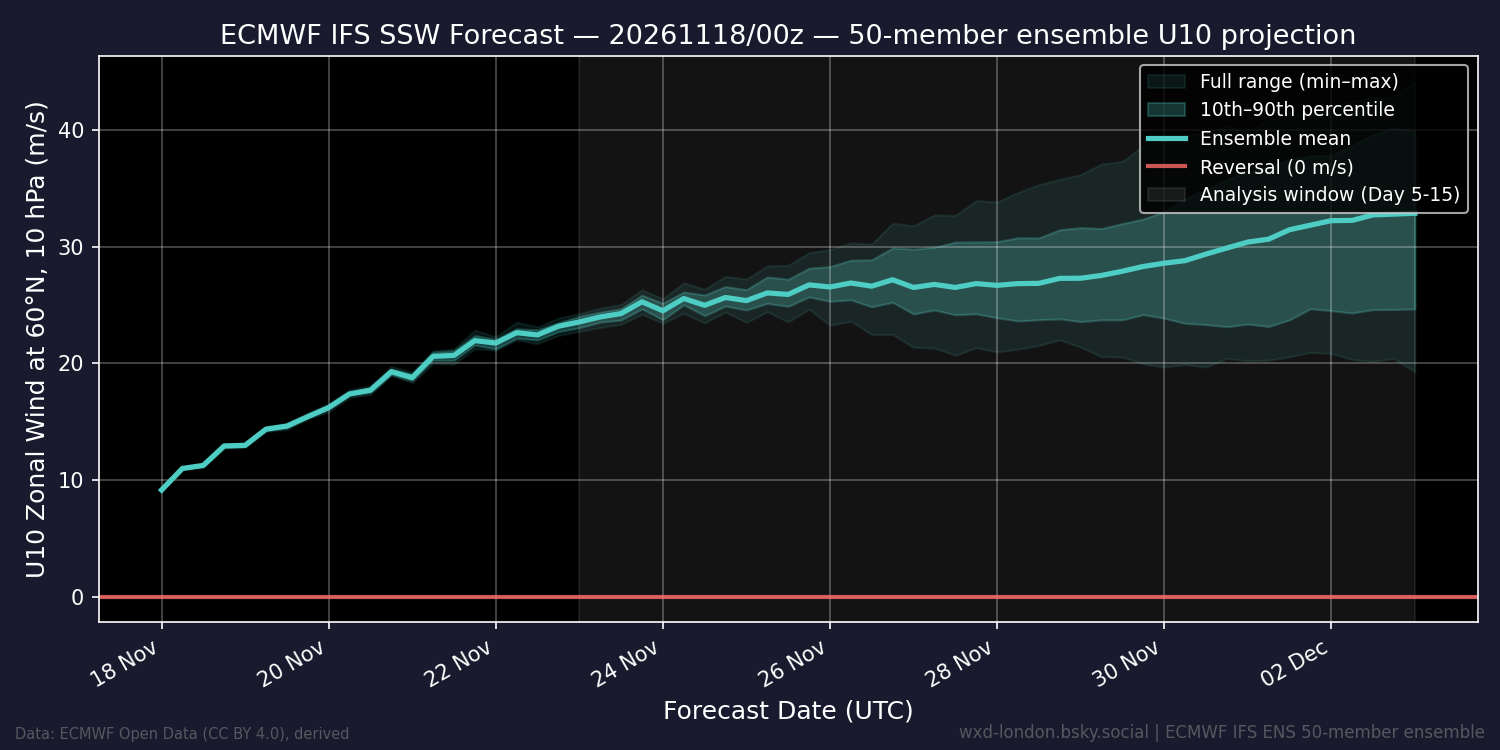 ECMWF IFS SSW Forecast — 20261118/00z — 50-member ensemble U10 projection
Full range (min–max)
10th–90th percentile
Ensemble mean
Reversal (0 m/s)
Analysis window (Day 5-15)
U10 Zonal Wind at 60°N, 10 hPa (m/s)
40
30
20
10
0
18 Nov
20 Nov
22 Nov
24 Nov
26 Nov
28 Nov
30 Nov
02 Dec
Forecast Date (UTC)
Data: ECMWF Open Data (CC BY 4.0), derived
wxd-london.bsky.social | ECMWF IFS ENS 50-member ensemble